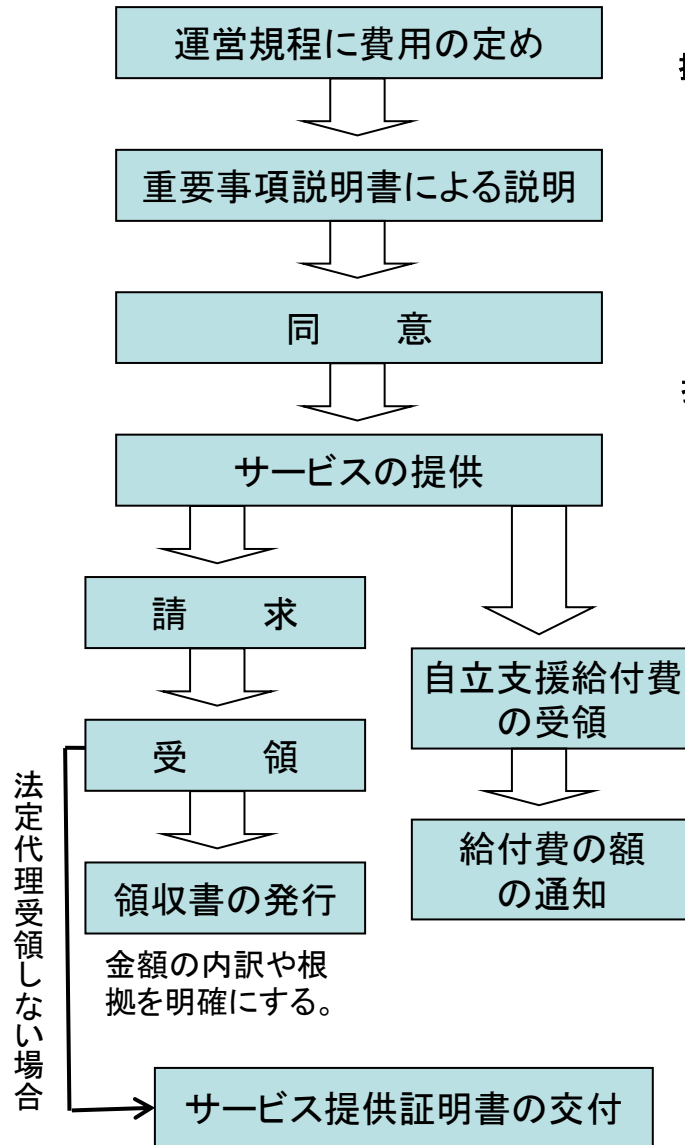 運営規程に費用の定め
重要事項説明書による説明
同　　意
サービスの提供
請　　求
受　　領
領収書の発行
金額の内訳や根
拠を明確にする。
自立支援給付費
の受領
給付費の額
の通知
法定代理受領しない場合
サービス提供証明書の交付